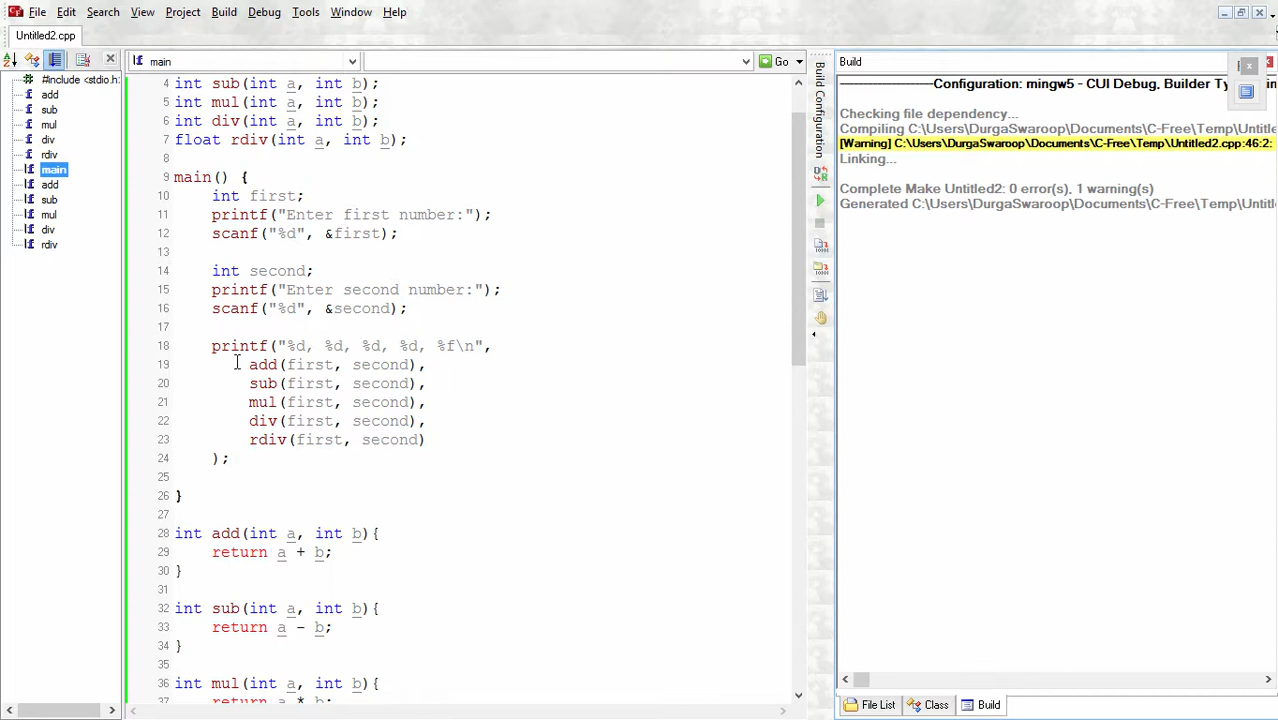 File Edit Search View Project Build Debug Tools Window Help
Untitled2.cpp
main
Go
#include <stdio.h:
add
sub
mul
div
rdiv
main
add
sub
mul
div
rdiv
4 int sub(int a, int b);
5 int mul(int a, int b);
6 int div(int a, int b);
7 float rdiv(int a, int b);
8
9 main() {
10 int first;
11 printf("Enter first number:");
12 scanf("%d", &first);
13
14 int second;
15 printf("Enter second number:");
16 scanf("%d", &second);
17
18 printf("%d, %d, %d, %d, %f\n",
19 add(first, second),
20 sub(first, second),
21 mul(first, second),
22 div(first, second),
23 rdiv(first, second)
24 );
25
26 }
27
28 int add(int a, int b){
29 return a + b;
30 }
31
32 int sub(int a, int b){
33 return a - b;
34 }
35
36 int mul(int a, int b){
37 return a * b;
Build Configuration
Configuration: mingw5 - CUI Debug, Builder Ty
Checking file dependency...
Compiling C:\Users\DurgaSwaroop\Documents\C-Free\Temp\Untitle
[Warning] C:\Users\DurgaSwaroop\Documents\C-Free\Temp\Untitled2.cpp:46:2:
Linking...
Complete Make Untitled2: 0 error(s), 1 warning(s)
Generated C:\Users\DurgaSwaroop\Documents\C-Free\Temp\Untitle
File List Class Build